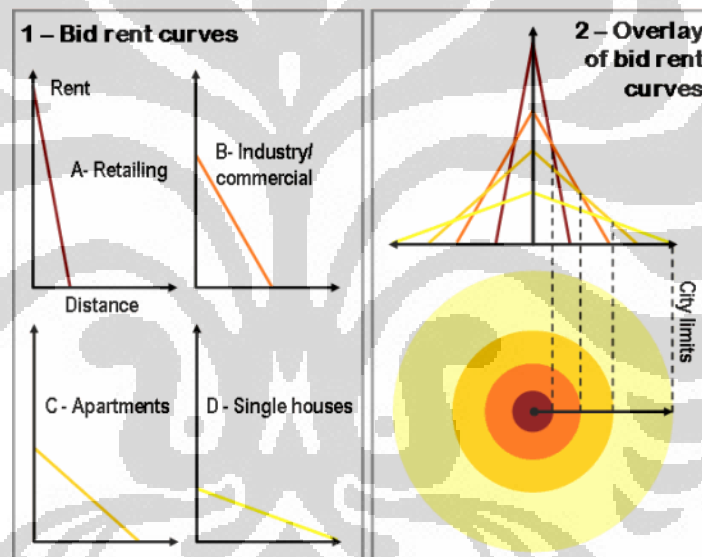 1 – Bid rent curves
Rent
A- Retailing
B- Industry/
commercial
Distance
C - Apartments
D - Single houses
2 – Overlay
of bid rent
curves
City limits